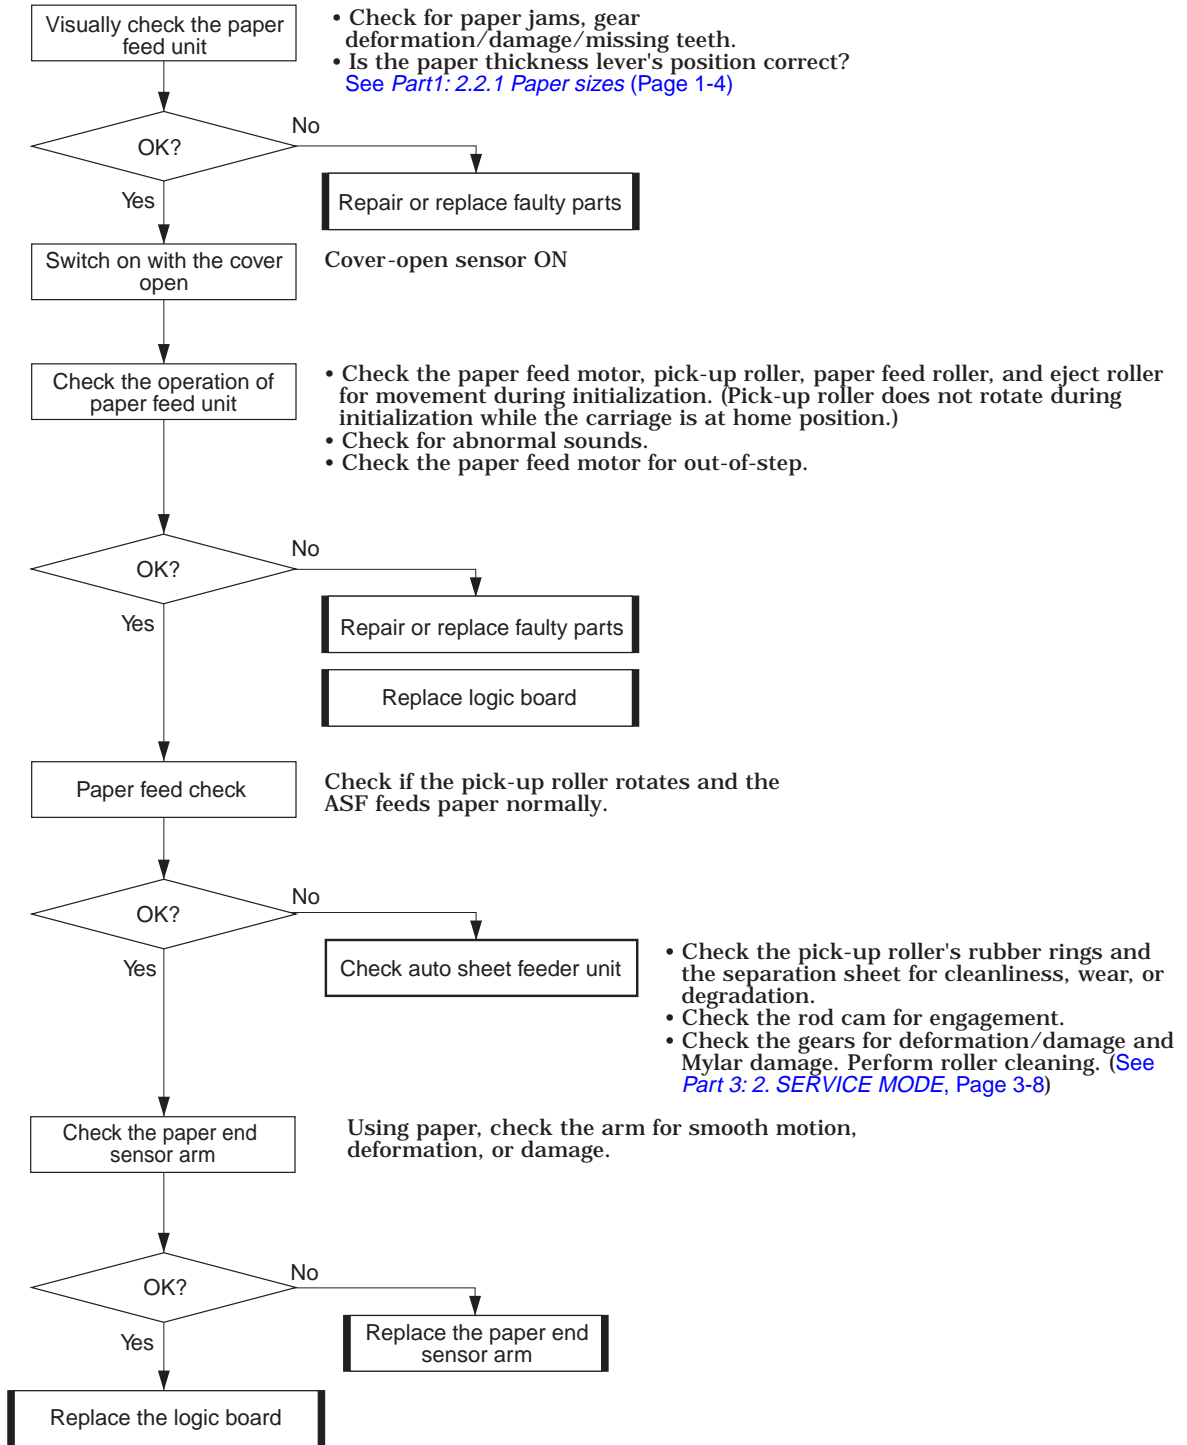 Visually check the paper
feed unit
• Check for paper jams, gear
deformation/damage/missing teeth.
• Is the paper thickness lever's position correct?
See Part1: 2.2.1 Paper sizes (Page 1-4)
OK?
No
Yes
Repair or replace faulty parts
Switch on with the cover
open
Cover-open sensor ON
Check the operation of
paper feed unit
• Check the paper feed motor, pick-up roller, paper feed roller, and eject roller
for movement during initialization. (Pick-up roller does not rotate during
initialization while the carriage is at home position.)
• Check for abnormal sounds.
• Check the paper feed motor for out-of-step.
OK?
No
Yes
Repair or replace faulty parts
Replace logic board
Paper feed check
Check if the pick-up roller rotates and the
ASF feeds paper normally.
OK?
No
Yes
Check auto sheet feeder unit
• Check the pick-up roller's rubber rings and
the separation sheet for cleanliness, wear, or
degradation.
• Check the rod cam for engagement.
• Check the gears for deformation/damage and
Mylar damage. Perform roller cleaning. (See
Part 3: 2. SERVICE MODE, Page 3-8)
Check the paper end
sensor arm
Using paper, check the arm for smooth motion,
deformation, or damage.
OK?
No
Yes
Replace the paper end
sensor arm
Replace the logic board